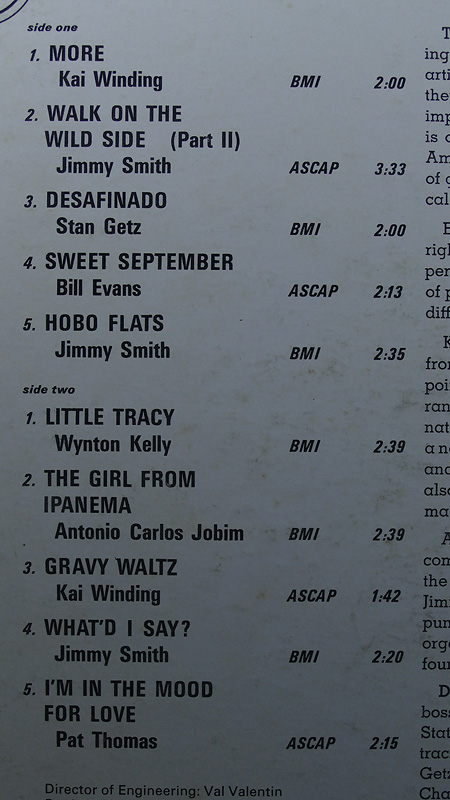 side one
1. MORE
Kai Winding BMI 2:00
2. WALK ON THE
WILD SIDE (Part II)
Jimmy Smith ASCAP 3:33
3. DESAFINADO
Stan Getz BMI 2:00
4. SWEET SEPTEMBER
Bill Evans ASCAP 2:13
5. HOBO FLATS
Jimmy Smith BMI 2:35
side two
1. LITTLE TRACY
Wynton Kelly BMI 2:39
2. THE GIRL FROM
IPANEMA
Antonio Carlos Jobim BMI 2:39
3. GRAVY WALTZ
Kai Winding ASCAP 1:42
4. WHAT'D I SAY?
Jimmy Smith BMI 2:20
5. I'M IN THE MOOD
FOR LOVE
Pat Thomas ASCAP 2:15
Director of Engineering: Val Valentin